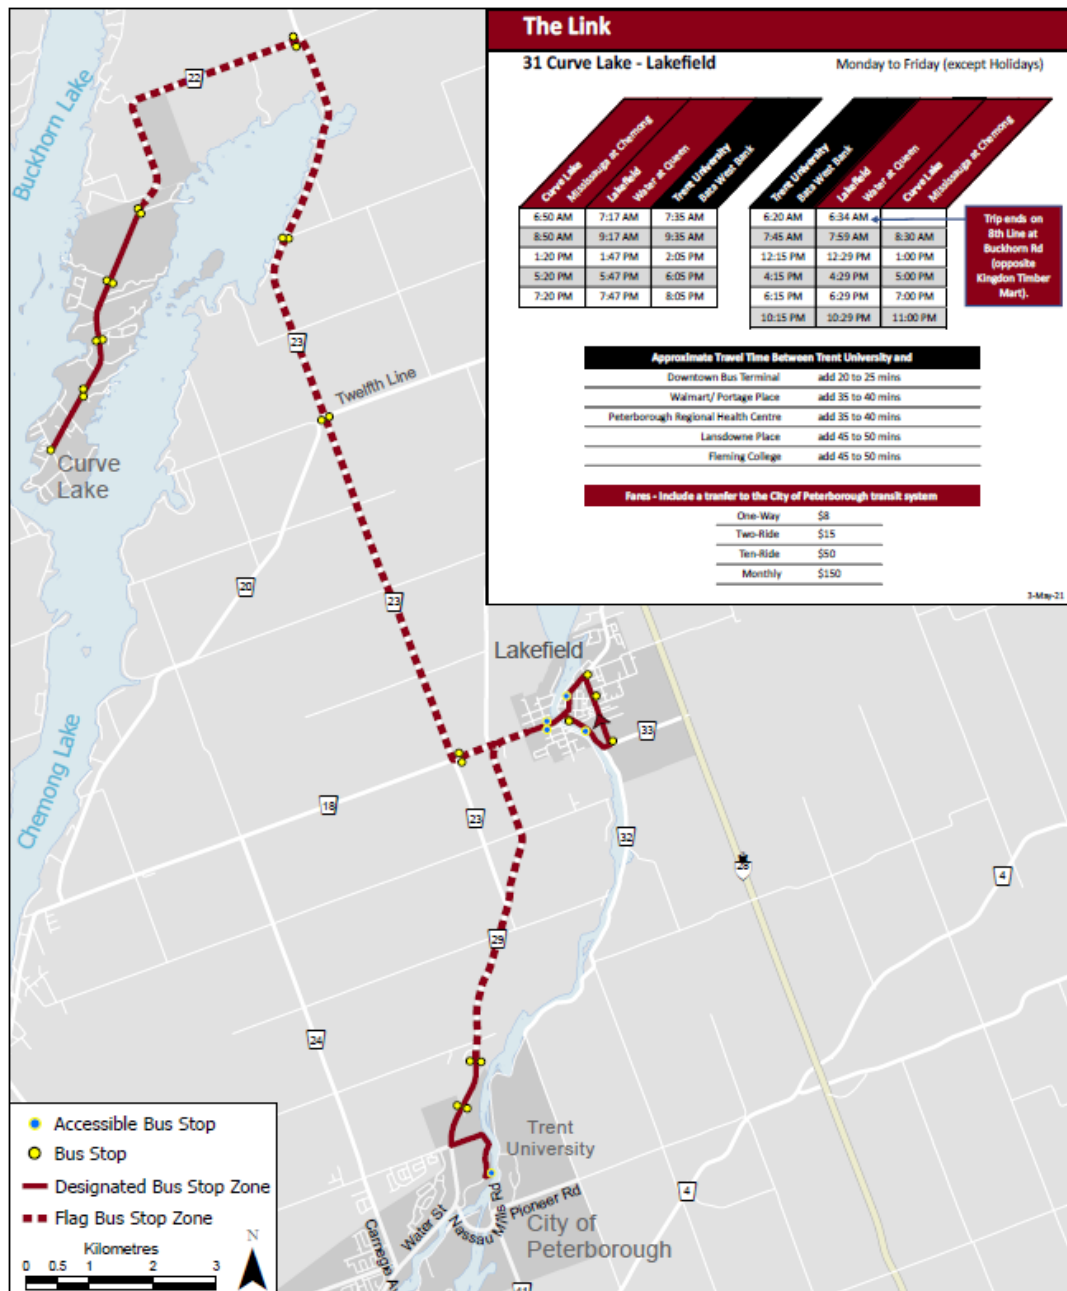 The Link
31 Curve Lake - Lakefield
Monday to Friday (except Holidays)
Curve Lake
Mississauga at Chemong
Lakefield
Water at Queen
Trent University
Bata West Bank
Trent University
Bata West Bank
Lakefield
Water at Queen
Curve Lake
Mississauga at Chemong
6:50 AM 7:17 AM 7:35 AM
8:50 AM 9:17 AM 9:35 AM
1:20 PM 1:47 PM 2:05 PM
5:20 PM 5:47 PM 6:05 PM
7:20 PM 7:47 PM 8:05 PM
6:20 AM 6:34 AM
7:45 AM 7:59 AM 8:30 AM
12:15 PM 12:29 PM 1:00 PM
4:15 PM 4:29 PM 5:00 PM
6:15 PM 6:29 PM 7:00 PM
10:15 PM 10:29 PM 11:00 PM
Trip ends on
8th Line at
Buckhorn Rd
(opposite
Kingdon Timber
Mart).
Approximate Travel Time Between Trent University and
Downtown Bus Terminal add 20 to 25 mins
Walmart/ Portage Place add 35 to 40 mins
Peterborough Regional Health Centre add 35 to 40 mins
Lansdowne Place add 45 to 50 mins
Fleming College add 45 to 50 mins
Fares - Include a tranfer to the City of Peterborough transit system
One-Way $8
Two-Ride $15
Ten-Ride $50
Monthly $150
3-May-21
Buckhorn Lake
22
23
Twelfth Line
Curve
Lake
20
23
Lakefield
33
Chemong Lake
18
23
32
28
4
29
24
Trent
University
4
Water St
Nassau Mills Rd
Pioneer Rd
City of
Peterborough
Carnegie A
Accessible Bus Stop
Bus Stop
Designated Bus Stop Zone
Flag Bus Stop Zone
Kilometres
0 0.5 1 2 3
N